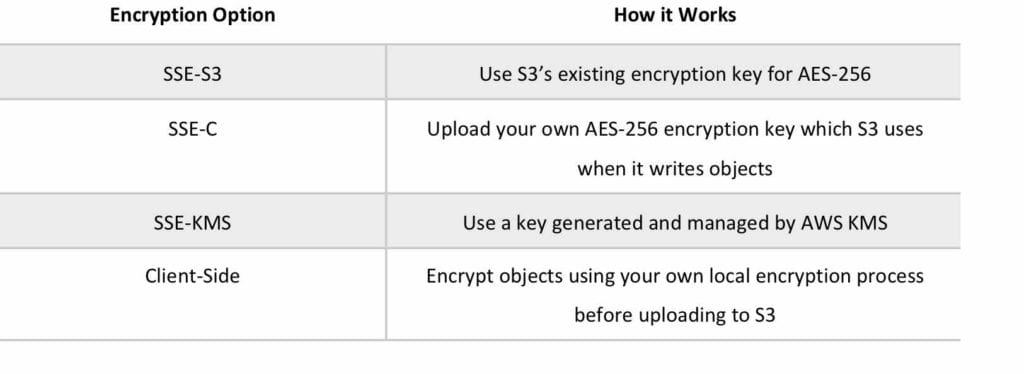 Encryption Option How it Works
SSE-S3 Use S3’s existing encryption key for AES-256
SSE-C Upload your own AES-256 encryption key which S3 uses
when it writes objects
SSE-KMS Use a key generated and managed by AWS KMS
Client-Side Encrypt objects using your own local encryption process
before uploading to S3